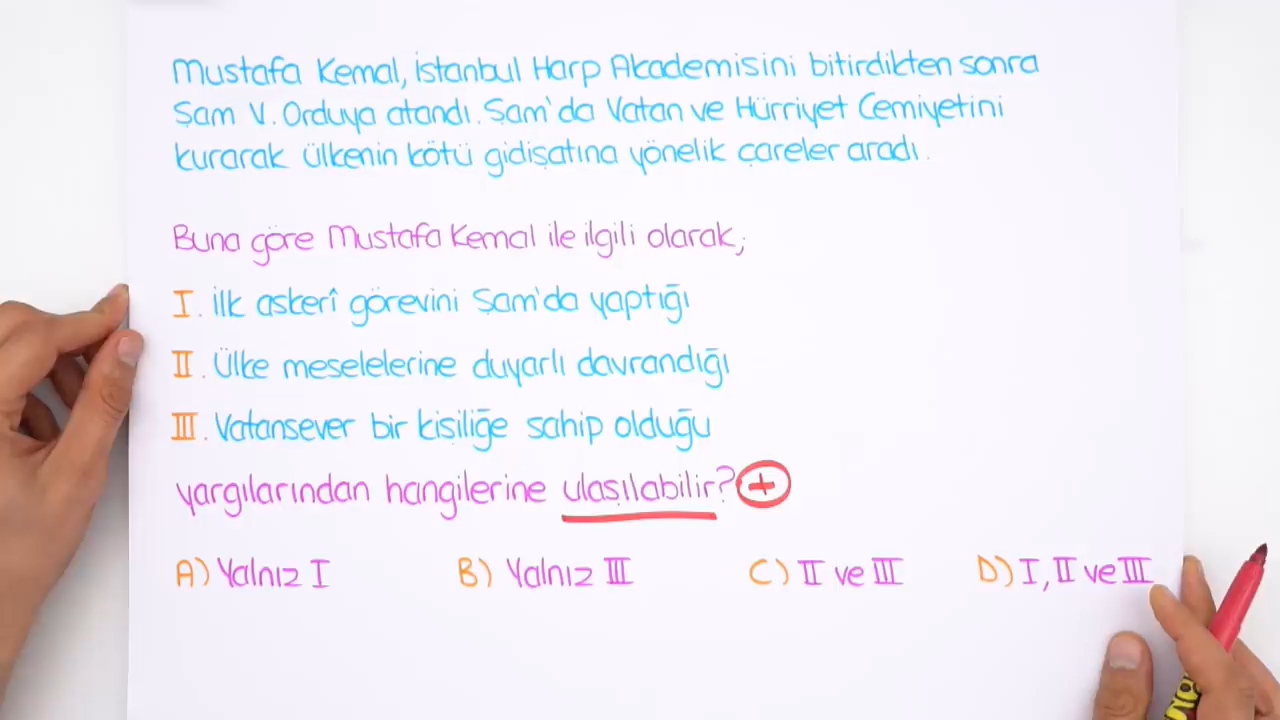 Mustafa Kemal, İstanbul Harp Akademisini bitirdikten sonra
Şam V. Orduya atandı. Şam'da Vatan ve Hürriyet Cemiyetini
kurarak ülkenin kötü gidişatına yönelik çareler aradı.
Buna göre Mustafa Kemal ile ilgili olarak;
I. İlk askerî görevini Şam'da yaptığı
II. Ülke meselelerine duyarlı davrandığı
III. Vatansever bir kişiliğe sahip olduğu
yargılarından hangilerine ulaşılabilir? +
A) Yalnız I B) Yalnız III C) II ve III D) I, II ve III